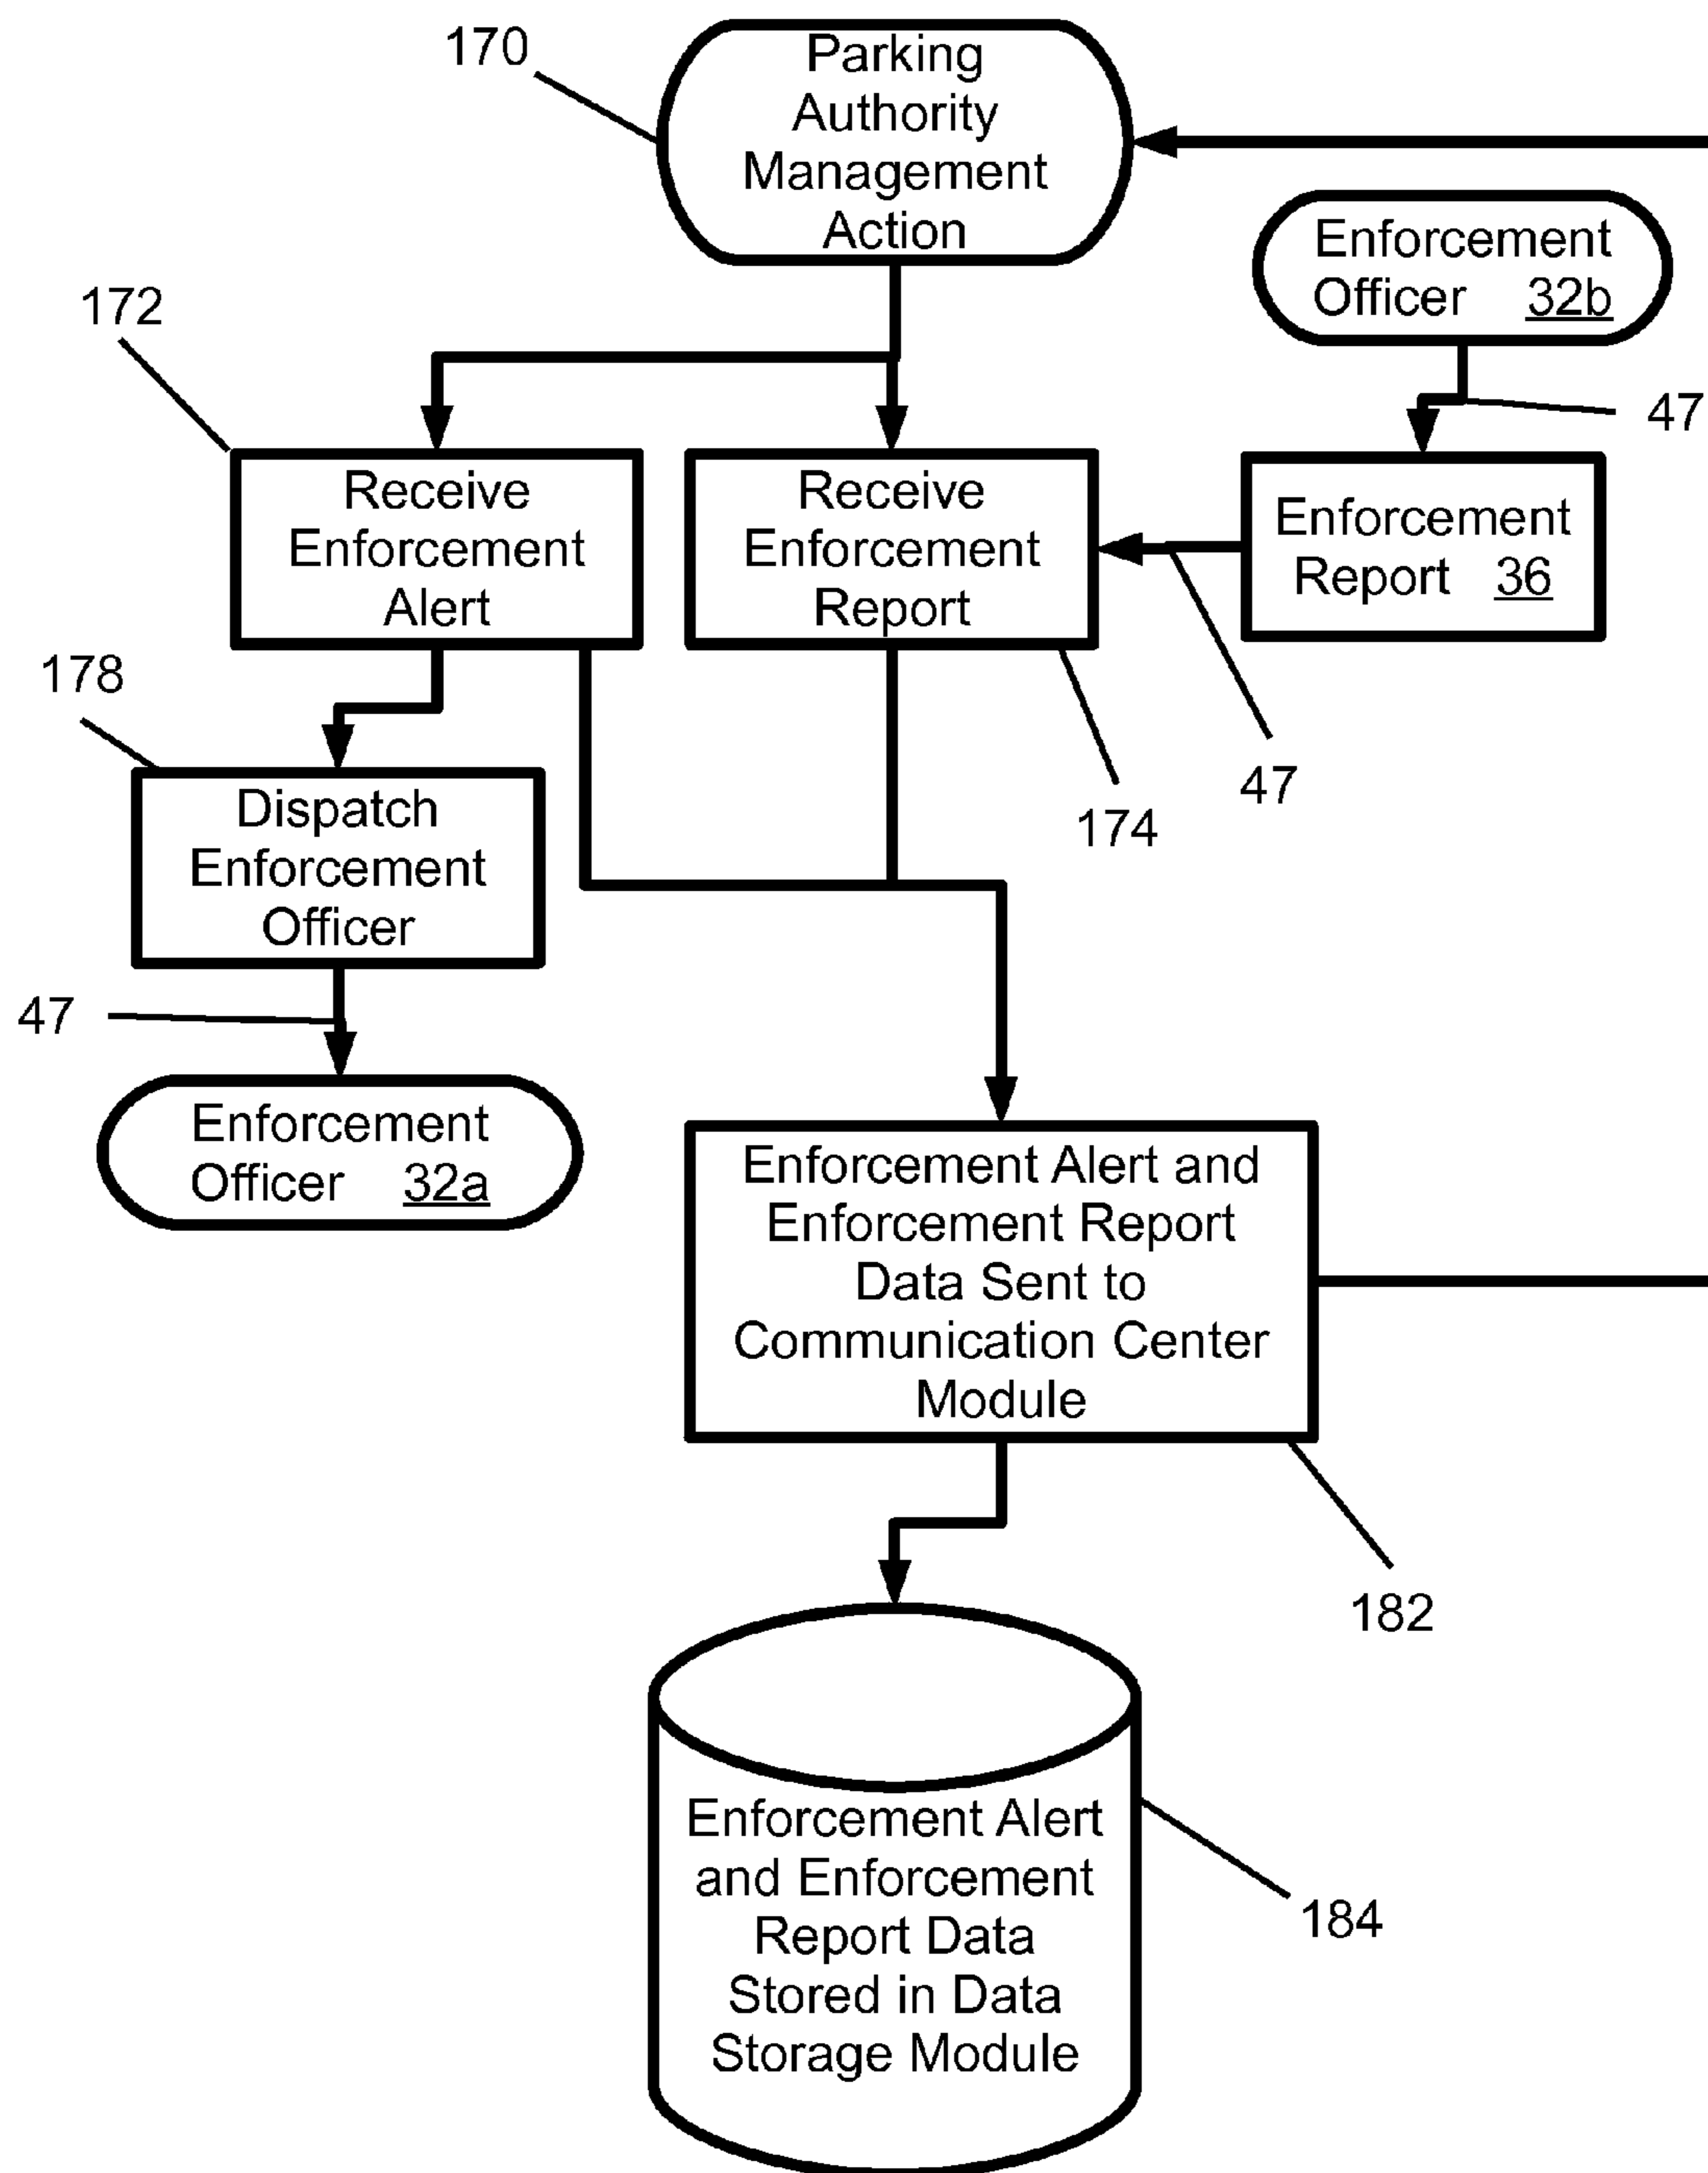 170
Parking
Authority
Management
Action
Enforcement
Officer 32b
172
47
Receive
Enforcement
Alert
Receive
Enforcement
Report
Enforcement
Report 36
178
47
174
Dispatch
Enforcement
Officer
47
Enforcement
Officer 32a
Enforcement Alert and
Enforcement Report
Data Sent to
Communication Center
Module
182
Enforcement Alert
and Enforcement
Report Data
Stored in Data
Storage Module
184